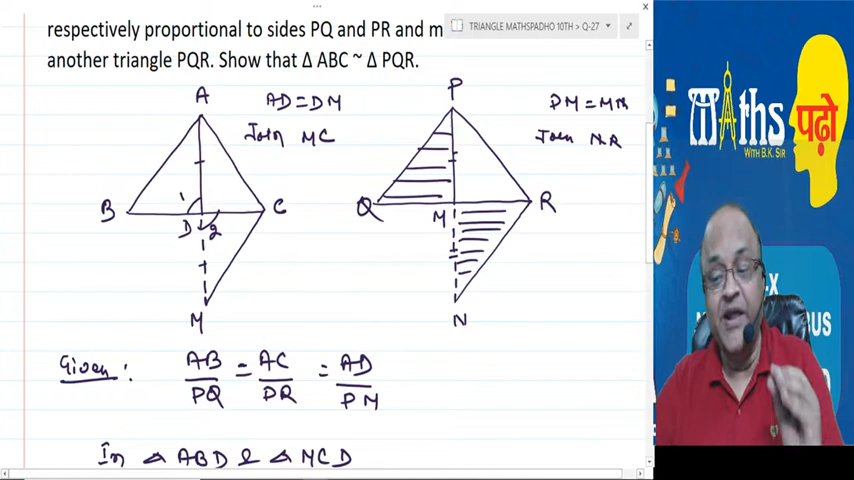 respectively proportional to sides PQ and PR and m
TRIANGLE MATHSPADHO 10TH > Q-27
another triangle PQR. Show that Δ ABC ~ Δ PQR.
A
AD=DM
Join MC
B
1
C
D
2
M
P
PM=MN
Join NR
Q
M
R
N
Given: AB/PQ = AC/PR = AD/PM
In Δ ABD & Δ MCD
Maths
पढ़ो
WITH B.K. SIR